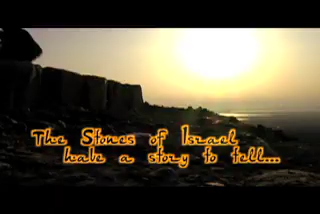 The Stones of Israel
have a story to tell...